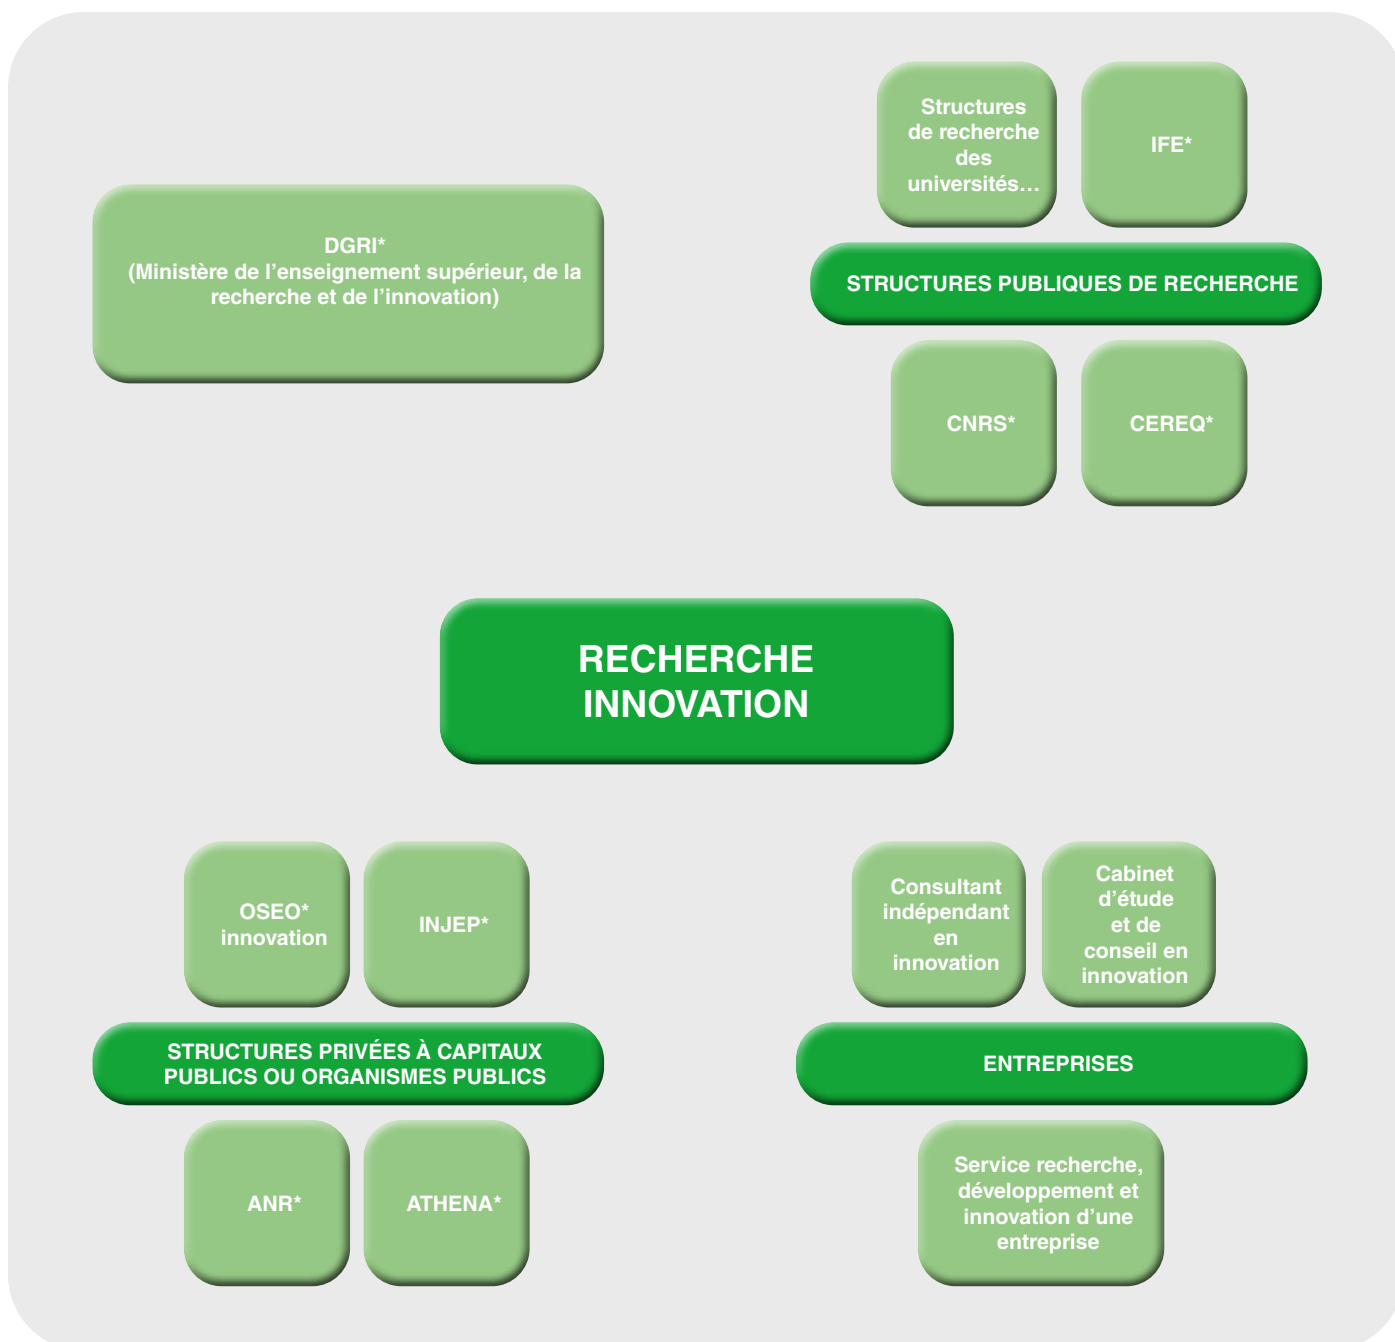 Structures
de recherche
des
universités…
IFE*
DGRI*
(Ministère de l’enseignement supérieur, de la
recherche et de l’innovation)
STRUCTURES PUBLIQUES DE RECHERCHE
CNRS*
CEREQ*
RECHERCHE
INNOVATION
OSEO*
innovation
INJEP*
Consultant
indépendant
en
innovation
Cabinet
d’étude
et de
conseil en
innovation
STRUCTURES PRIVÉES À CAPITAUX
PUBLICS OU ORGANISMES PUBLICS
ENTREPRISES
ANR*
ATHENA*
Service recherche,
développement et
innovation d’une
entreprise